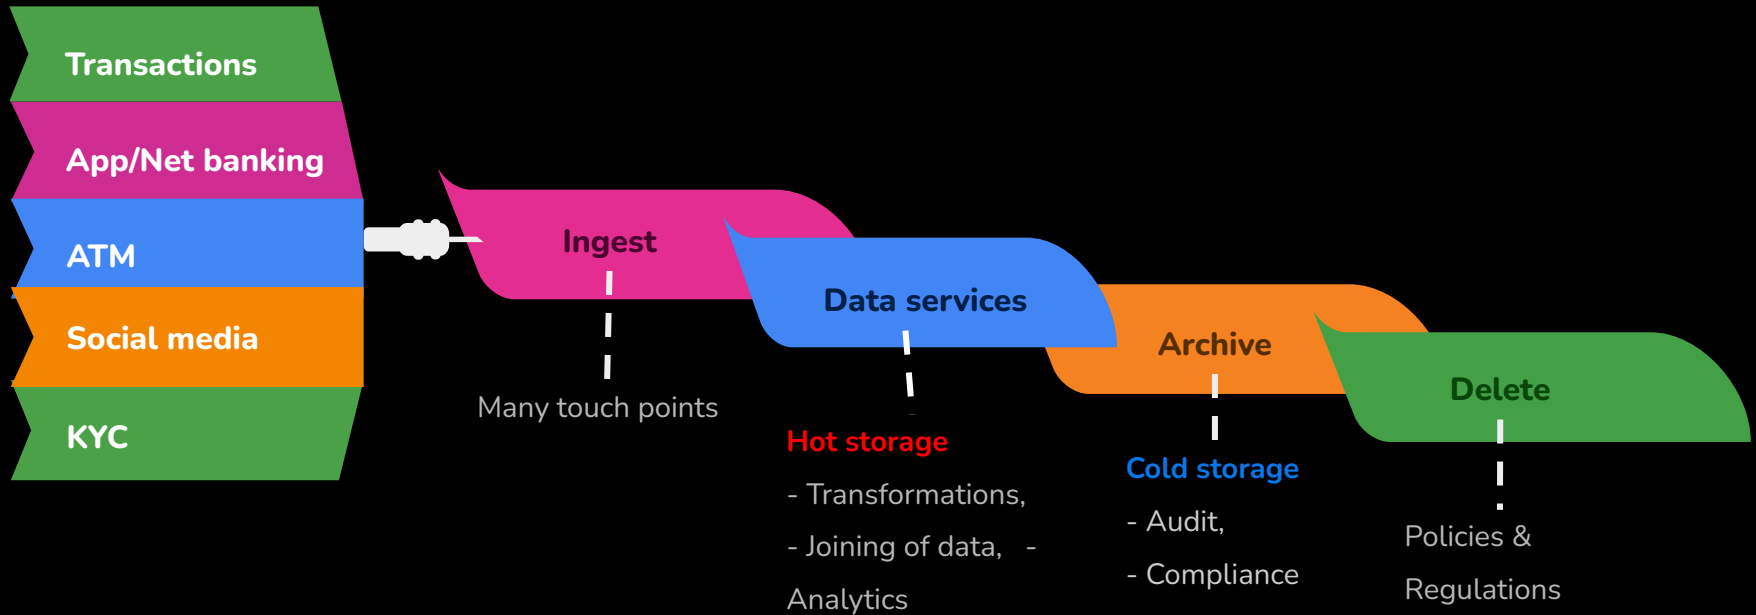 Transactions
App/Net banking
ATM
Social media
KYC
Ingest
Many touch points
Data services
Hot storage
- Transformations,
- Joining of data,   -
Analytics
Archive
Cold storage
- Audit,
- Compliance
Delete
Policies &
Regulations